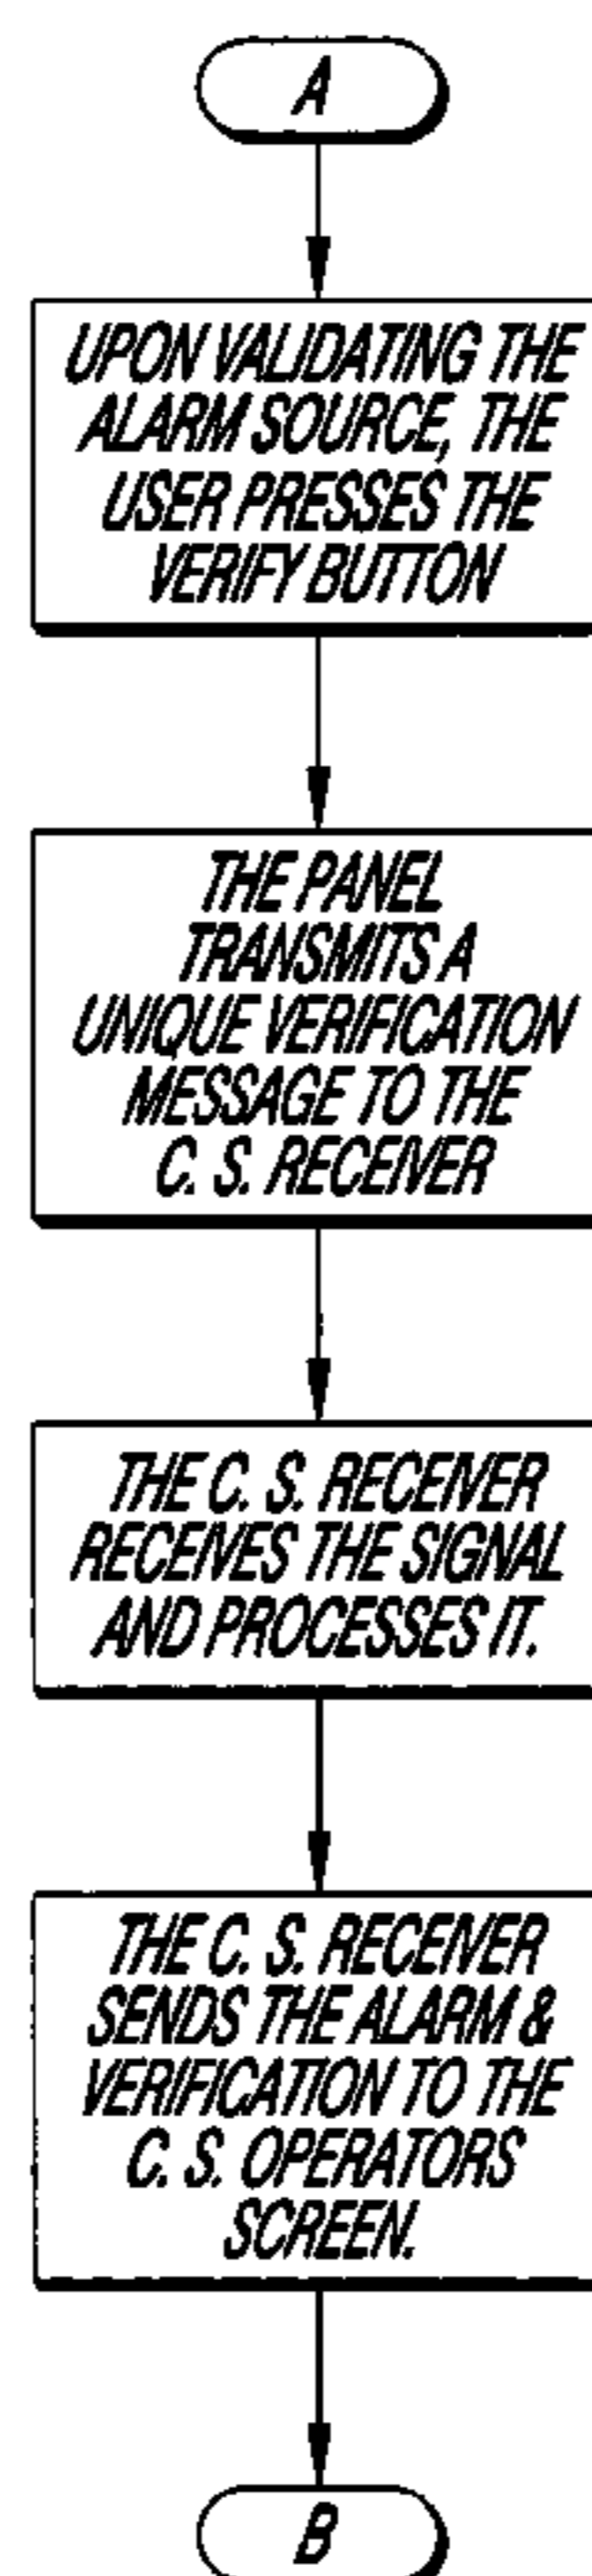 A
UPON VALIDATING THE
ALARM SOURCE, THE
USER PRESSES THE
VERIFY BUTTON
THE PANEL
TRANSMITS A
UNIQUE VERIFICATION
MESSAGE TO THE
C. S. RECEIVER
THE C. S. RECEIVER
RECEIVES THE SIGNAL
AND PROCESSES IT.
THE C. S. RECEIVER
SENDS THE ALARM &
VERIFICATION TO THE
C. S. OPERATORS
SCREEN.
B